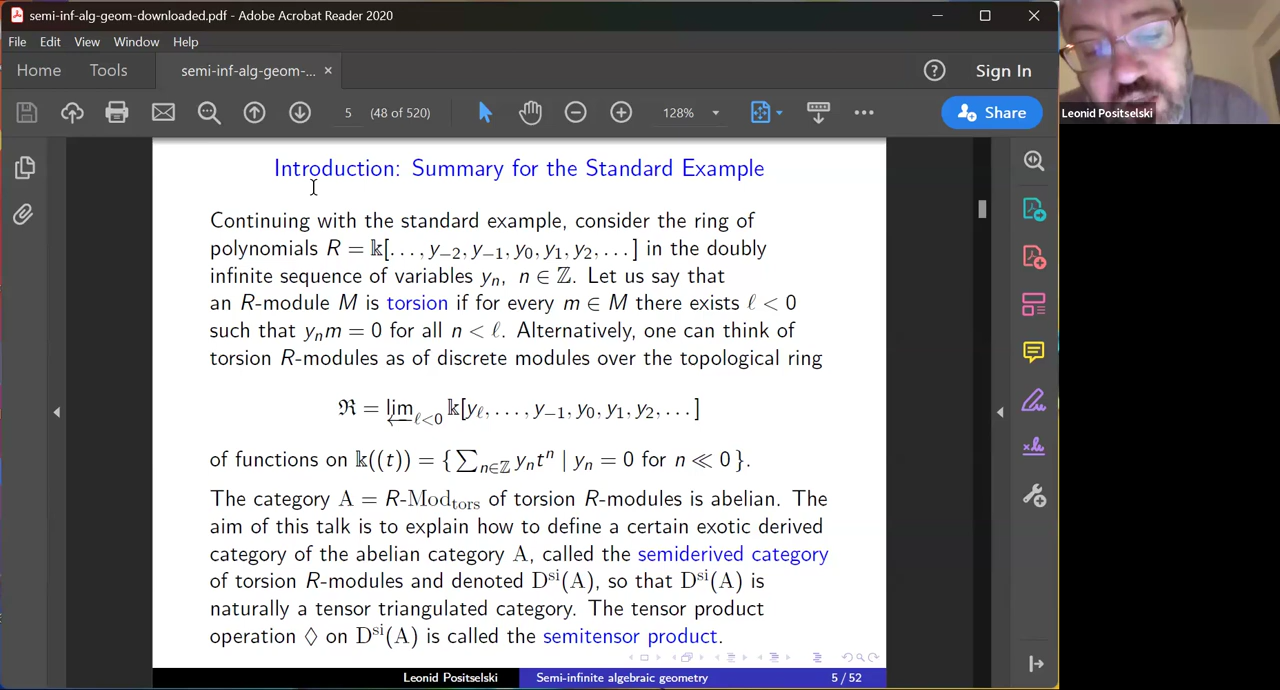 semi-inf-alg-geom-downloaded.pdf - Adobe Acrobat Reader 2020
File Edit View Window Help
Home Tools semi-inf-alg-geom-... × Sign In
5 (48 of 520) 128% Share
Leonid Positselski
Introduction: Summary for the Standard Example
Continuing with the standard example, consider the ring of
polynomials R = 𝕜[. . . , y₋₂, y₋₁, y₀, y₁, y₂, . . . ] in the doubly
infinite sequence of variables yₙ, n ∈ ℤ. Let us say that
an R-module M is torsion if for every m ∈ M there exists ℓ < 0
such that yₙm = 0 for all n < ℓ. Alternatively, one can think of
torsion R-modules as of discrete modules over the topological ring
ℜ = lim←_{ℓ<0} 𝕜[y_ℓ, . . . , y₋₁, y₀, y₁, y₂, . . . ]
of functions on 𝕜((t)) = { ∑_{n∈ℤ} yₙtⁿ | yₙ = 0 for n ≪ 0 }.
The category A = R-Mod_tors of torsion R-modules is abelian. The
aim of this talk is to explain how to define a certain exotic derived
category of the abelian category A, called the semiderived category
of torsion R-modules and denoted D^si(A), so that D^si(A) is
naturally a tensor triangulated category. The tensor product
operation ◊ on D^si(A) is called the semitensor product.
Leonid Positselski Semi-infinite algebraic geometry 5 / 52